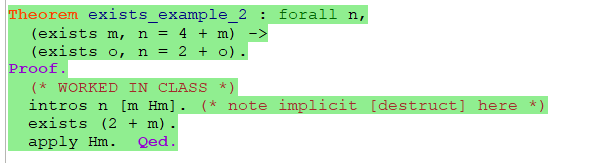 Theorem exists_example_2 : forall n,
  (exists m, n = 4 + m) ->
  (exists o, n = 2 + o).
Proof.
  (* WORKED IN CLASS *)
  intros n [m Hm]. (* note implicit [destruct] here *)
  exists (2 + m).
  apply Hm.  Qed.